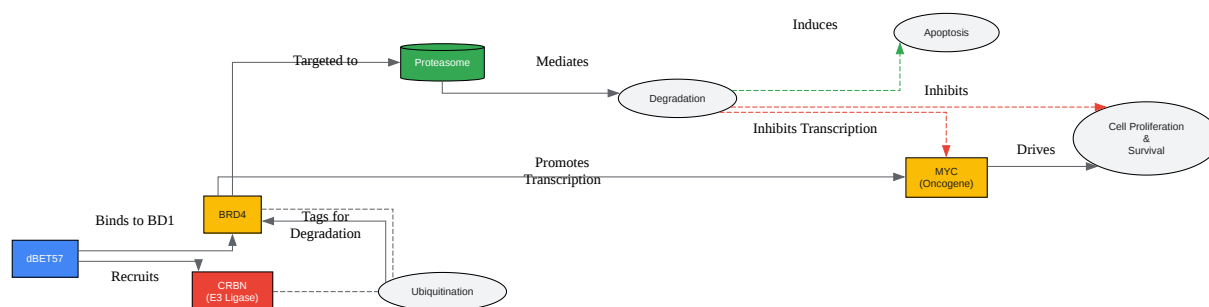 Induces
Apoptosis
Targeted to
Proteasome
Mediates
Degradation
Inhibits
Inhibits Transcription
Cell Proliferation
&
Survival
Promotes
Transcription
MYC
(Oncogene)
Drives
Binds to BD1
BRD4
Tags for
Degradation
dBET57
Recruits
CRBN
(E3 Ligase)
Ubiquitination